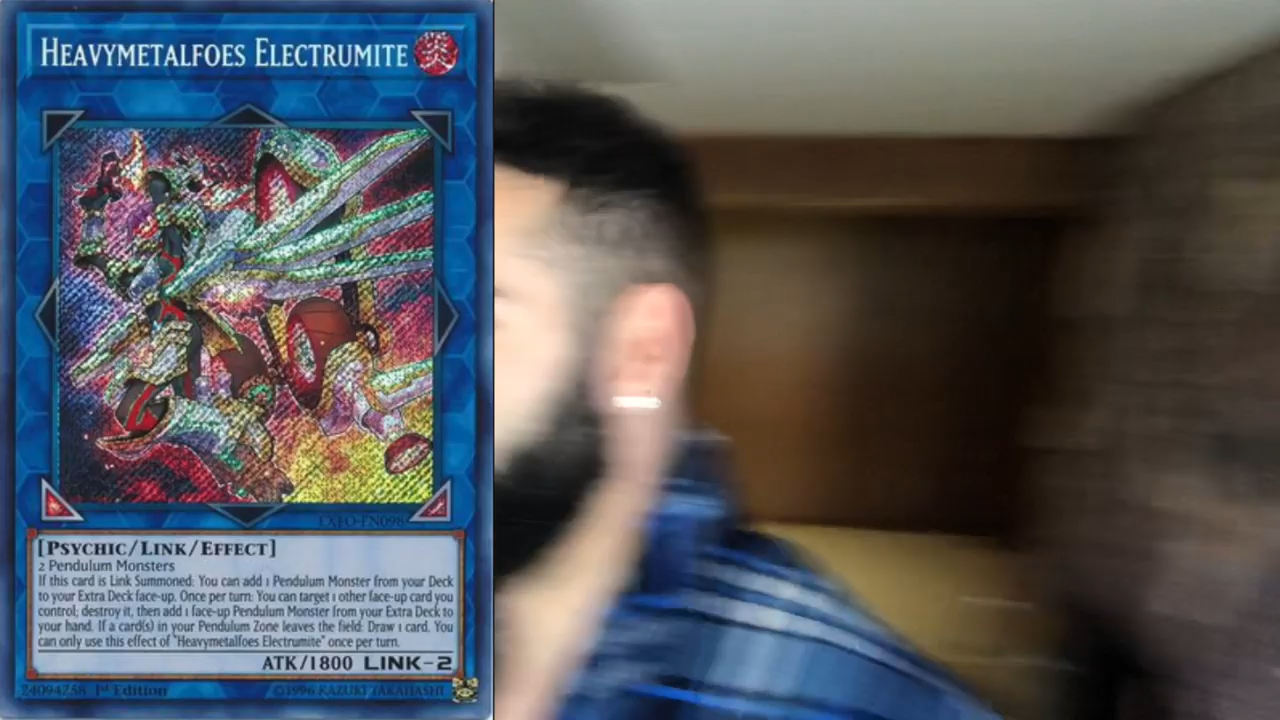 HEAVYMETALFOES ELECTRUMITE
炎
EXFO-EN098
[PSYCHIC/LINK/EFFECT]
2 Pendulum Monsters
If this card is Link Summoned: You can add 1 Pendulum Monster from your Deck
to your Extra Deck face-up. Once per turn: You can target 1 other face-up card you
control; destroy it, then add 1 face-up Pendulum Monster from your Extra Deck to
your hand. If a card(s) in your Pendulum Zone leaves the field: Draw 1 card. You
can only use this effect of "Heavymetalfoes Electrumite" once per turn.
ATK/1800 LINK-2
24094258 1st Edition ©1996 KAZUKI TAKAHASHI